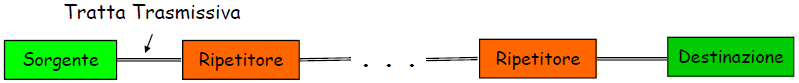 Tratta Trasmissiva
Sorgente Ripetitore . . . Ripetitore Destinazione